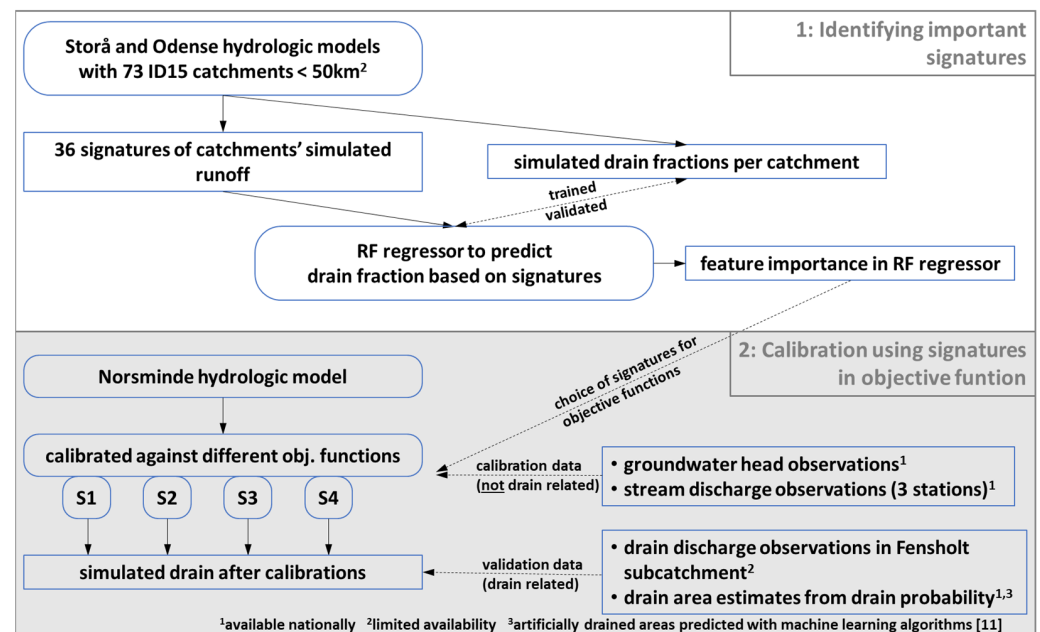 1: Identifying important
signatures
Storå and Odense hydrologic models
with 73 ID15 catchments < 50km²
36 signatures of catchments' simulated
runoff
simulated drain fractions per catchment
trained
validated
RF regressor to predict
drain fraction based on signatures
feature importance in RF regressor
2: Calibration using signatures
in objective funtion
choice of signatures for
objective functions
Norsminde hydrologic model
calibrated against different obj. functions
calibration data
(not drain related)
• groundwater head observations¹
• stream discharge observations (3 stations)¹
S1 S2 S3 S4
simulated drain after calibrations
validation data
(drain related)
• drain discharge observations in Fensholt
subcatchment²
• drain area estimates from drain probability¹,³
¹available nationally ²limited availability ³artificially drained areas predicted with machine learning algorithms [11]